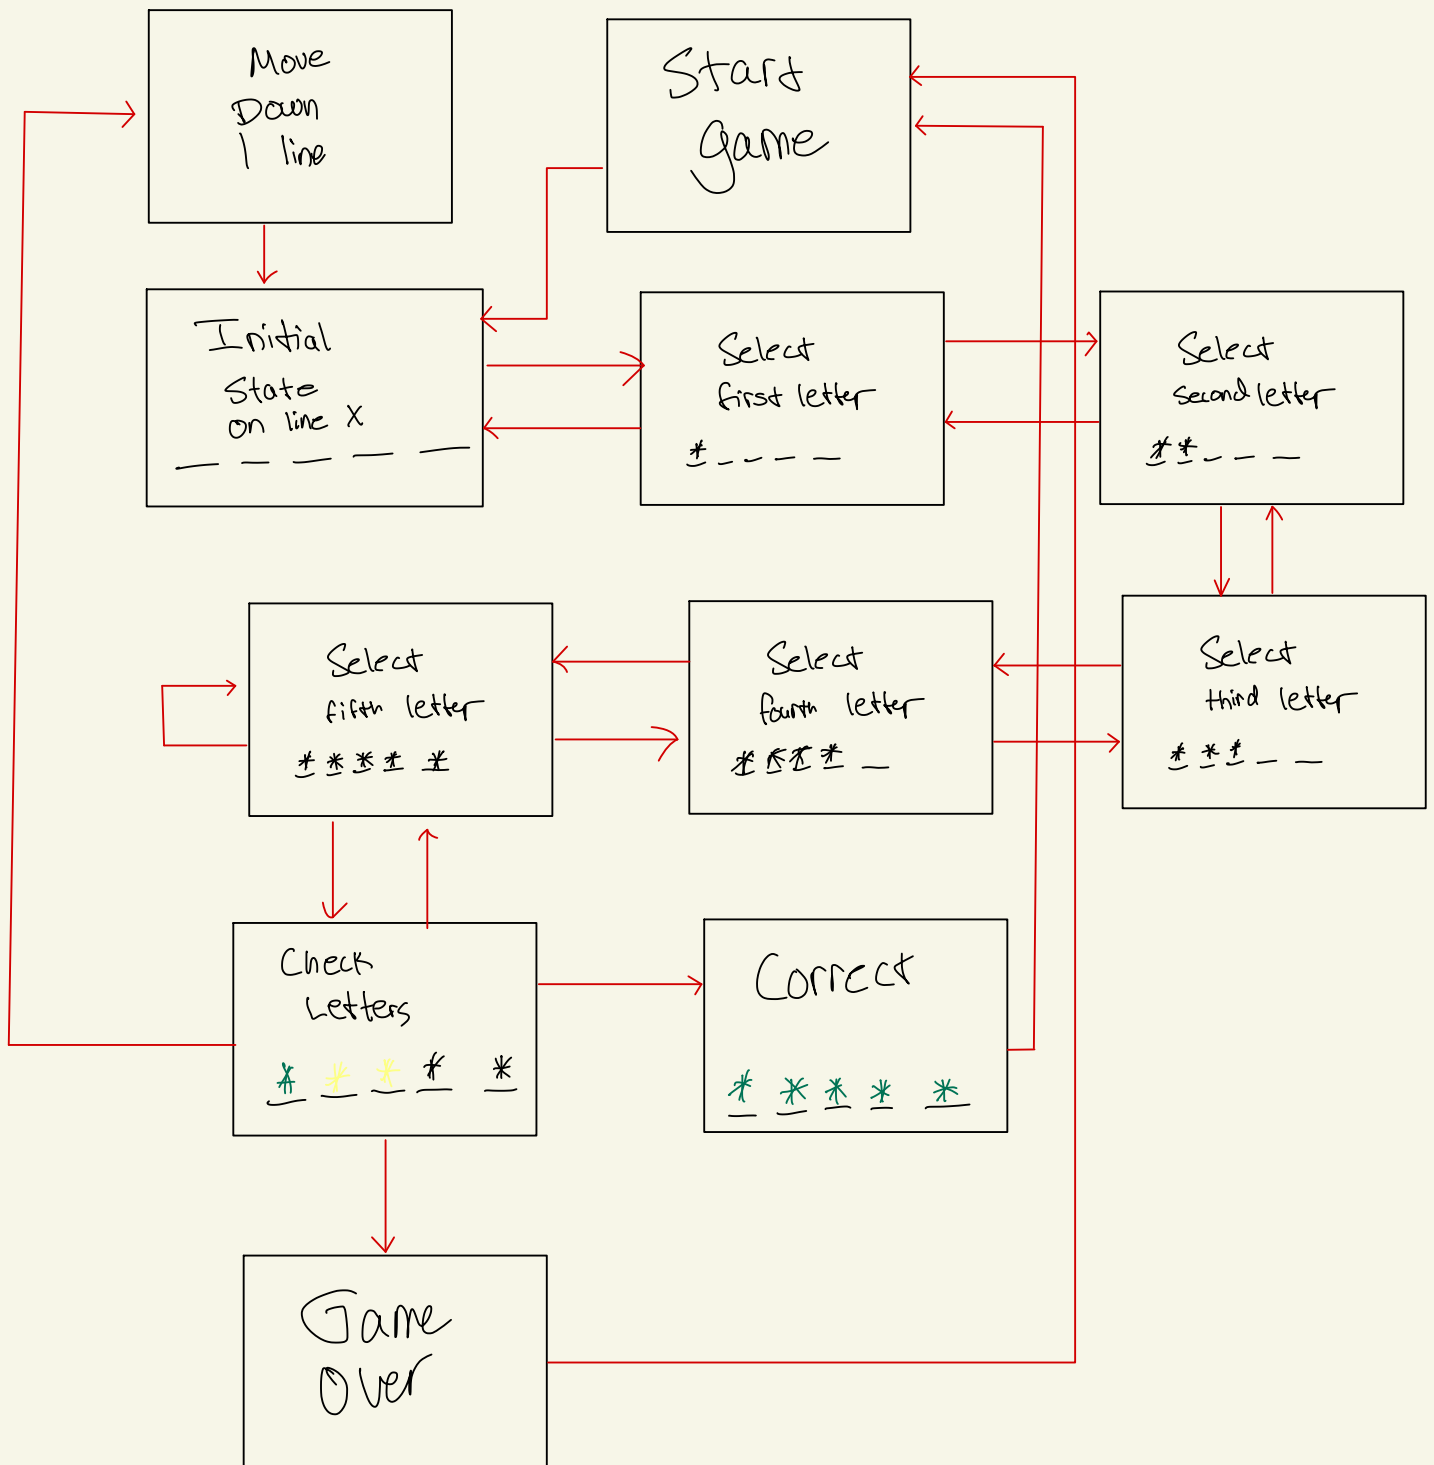 Move
Down
1 line
Start
game
Initial
State
on line X
_ _ _ _ _
Select
first letter
* _ _ _ _
Select
second letter
* * _ _ _
Select
fifth letter
* * * * *
Select
fourth letter
* * * * _
Select
third letter
* * * _ _
Check
Letters
* * * * *
Correct
* * * * *
Game
Over